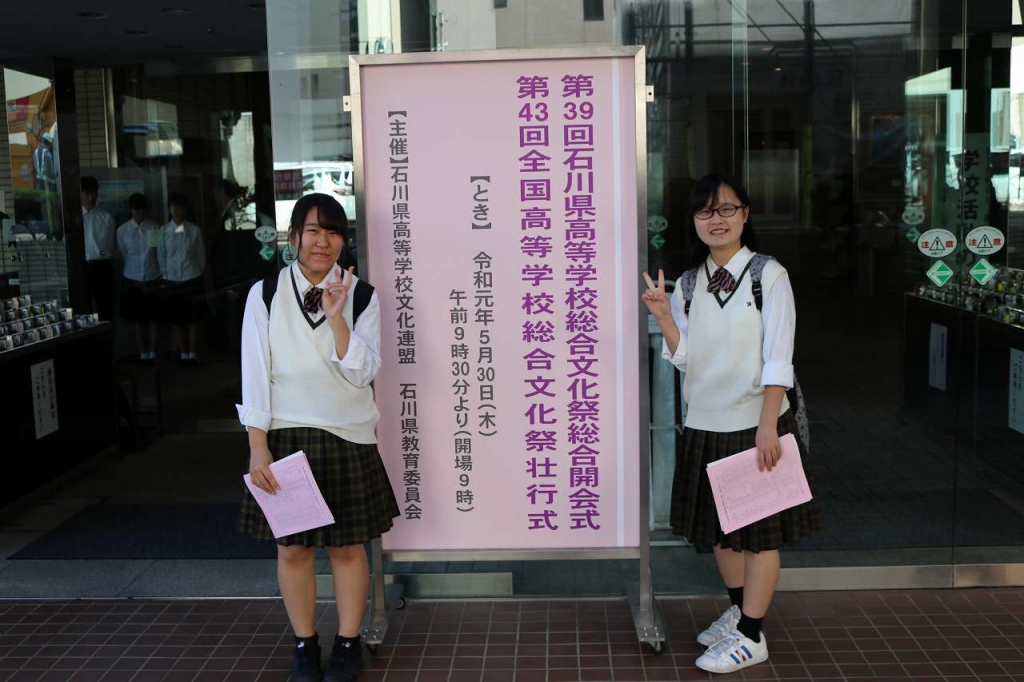 第39回石川県高等学校総合文化祭総合開会式
第43回全国高等学校総合文化祭壮行式
【とき】 令和元年5月30日(木)
午前9時30分より(開場9時)
【主催】石川県高等学校文化連盟 石川県教育委員会
学校活
注意
注意